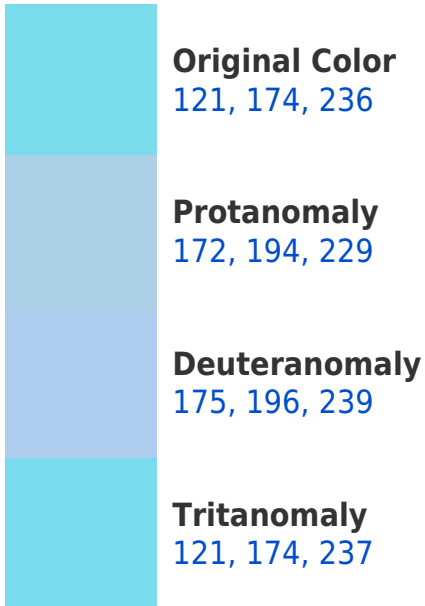 Original Color
121, 174, 236
Protanomaly
172, 194, 229
Deuteranomaly
175, 196, 239
Tritanomaly
121, 174, 237